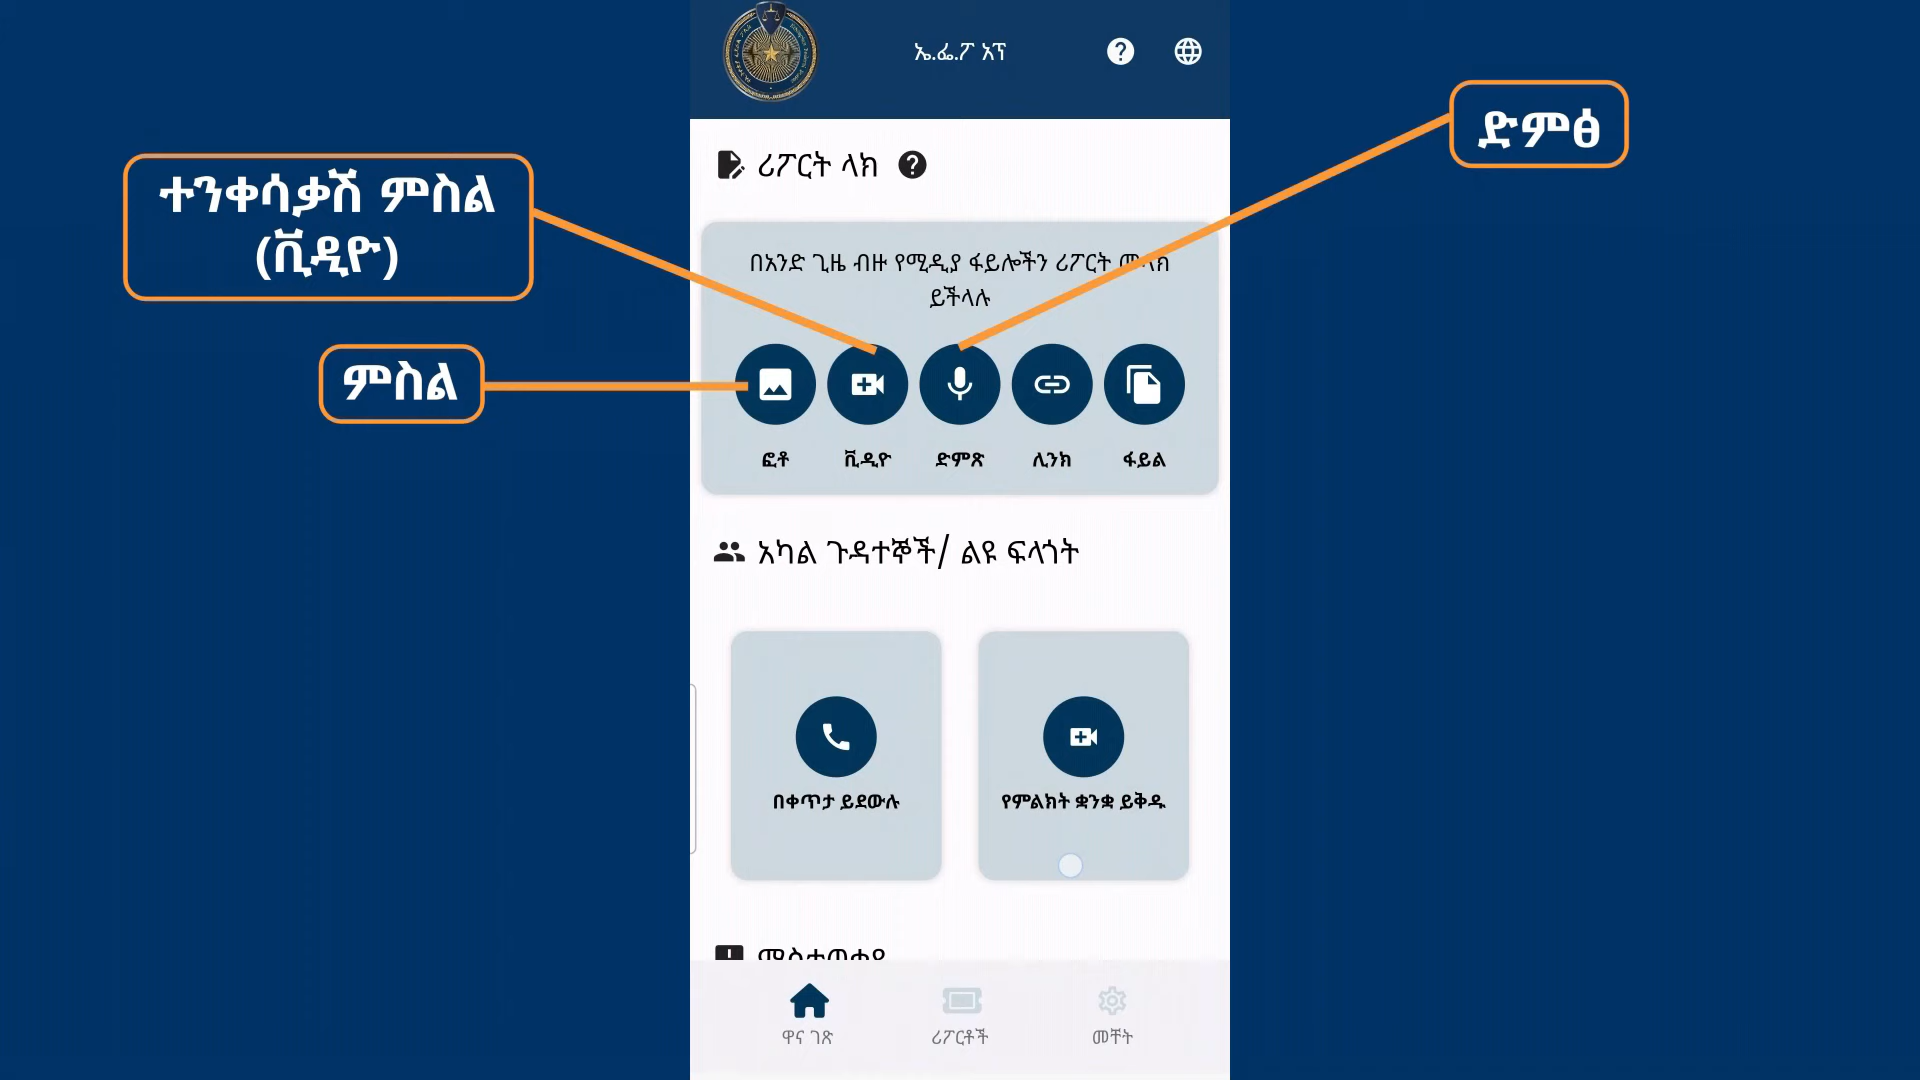 ኤ.ፌ.ፖ አፕ
ድምፅ
ተንቀሳቃሽ ምስል
(ቪዲዮ)
ሪፖርት ላክ
በአንድ ጊዜ ብዙ የሚዲያ ፋይሎችን ሪፖርት መላክ
ይችላሉ
ምስል
ፎቶ ቪዲዮ ድምጽ ሊንክ ፋይል
አካል ጉዳተኞች/ ልዩ ፍላጎት
በቀጥታ ይደውሉ የምልክት ቋንቋ ይቅዱ
ዋና ገጽ ሪፖርቶች መቸት